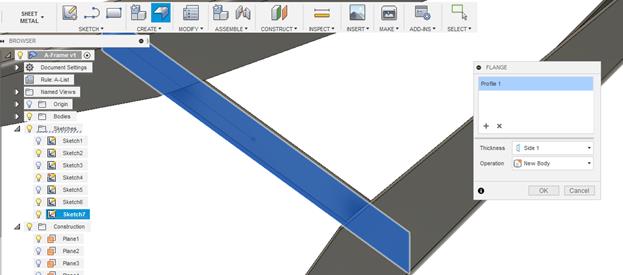 SHEET METAL
SKETCH CREATE MODIFY ASSEMBLE CONSTRUCT INSPECT INSERT MAKE ADD-INS SELECT
BROWSER
A-Frame v1
Document Settings
Rule: A-List
Named Views
Origin
Bodies
Sketches
Sketch1
Sketch2
Sketch3
Sketch4
Sketch5
Sketch6
Sketch7
Construction
Plane1
Plane2
Plane3
FLANGE
Profile 1
Thickness Side 1
Operation New Body
OK Cancel